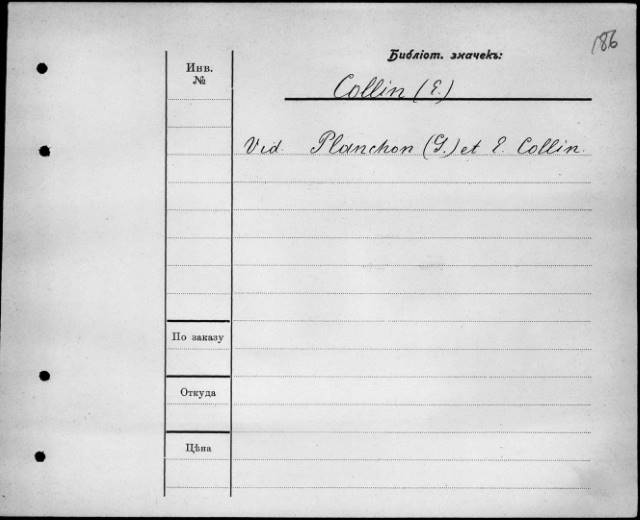 186
Библіот. значекъ:
Инв.
№
Collin (E.)
Vid. Planchon (G.) et E. Collin.
По заказу
Откуда
Цѣна